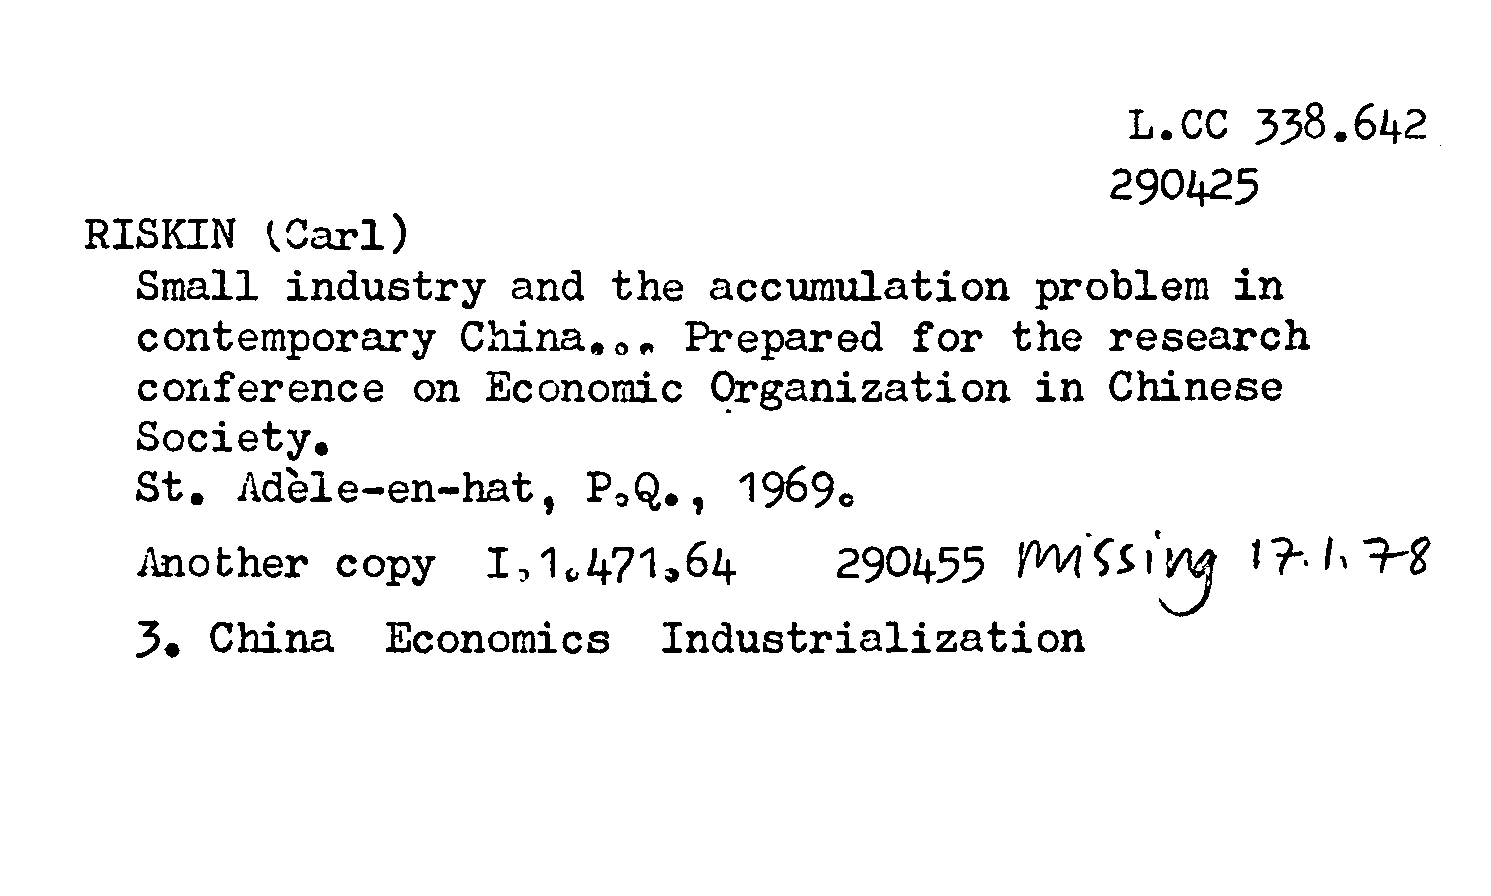 L.CC 338.642
290425
RISKIN (Carl)
Small industry and the accumulation problem in
contemporary China... Prepared for the research
conference on Economic Organization in Chinese
Society.
St. Adèle-en-hat, P.Q., 1969.
Another copy I,1.471.64 290455 missing 17.1.78
3. China Economics Industrialization